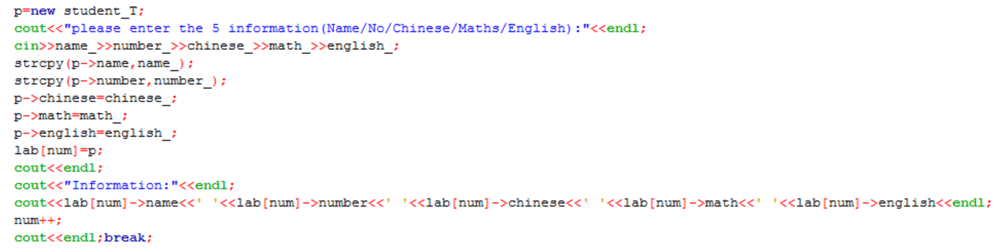 p=new student_T;
cout<<"please enter the 5 information(Name/No/Chinese/Maths/English):"<<endl;
cin>>name_>>number_>>chinese_>>math_>>english_;
strcpy(p->name,name_);
strcpy(p->number,number_);
p->chinese=chinese_;
p->math=math_;
p->english=english_;
lab[num]=p;
cout<<endl;
cout<<"Information:"<<endl;
cout<<lab[num]->name<<' '<<lab[num]->number<<' '<<lab[num]->chinese<<' '<<lab[num]->math<<' '<<lab[num]->english<<endl;
num++;
cout<<endl;break;